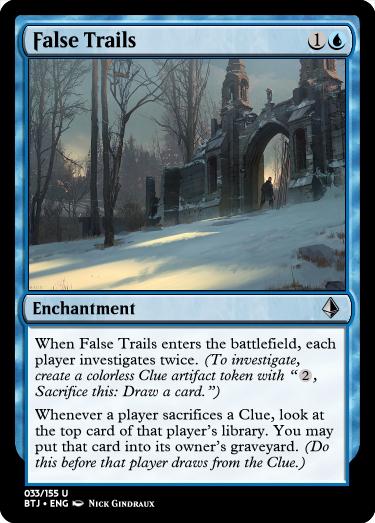 False Trails 1
Enchantment
When False Trails enters the battlefield, each
player investigates twice. (To investigate,
create a colorless Clue artifact token with “2,
Sacrifice this: Draw a card.”)
Whenever a player sacrifices a Clue, look at
the top card of that player's library. You may
put that card into its owner's graveyard. (Do
this before that player draws from the Clue.)
033/155 U
BTJ • ENG Nick Gindraux